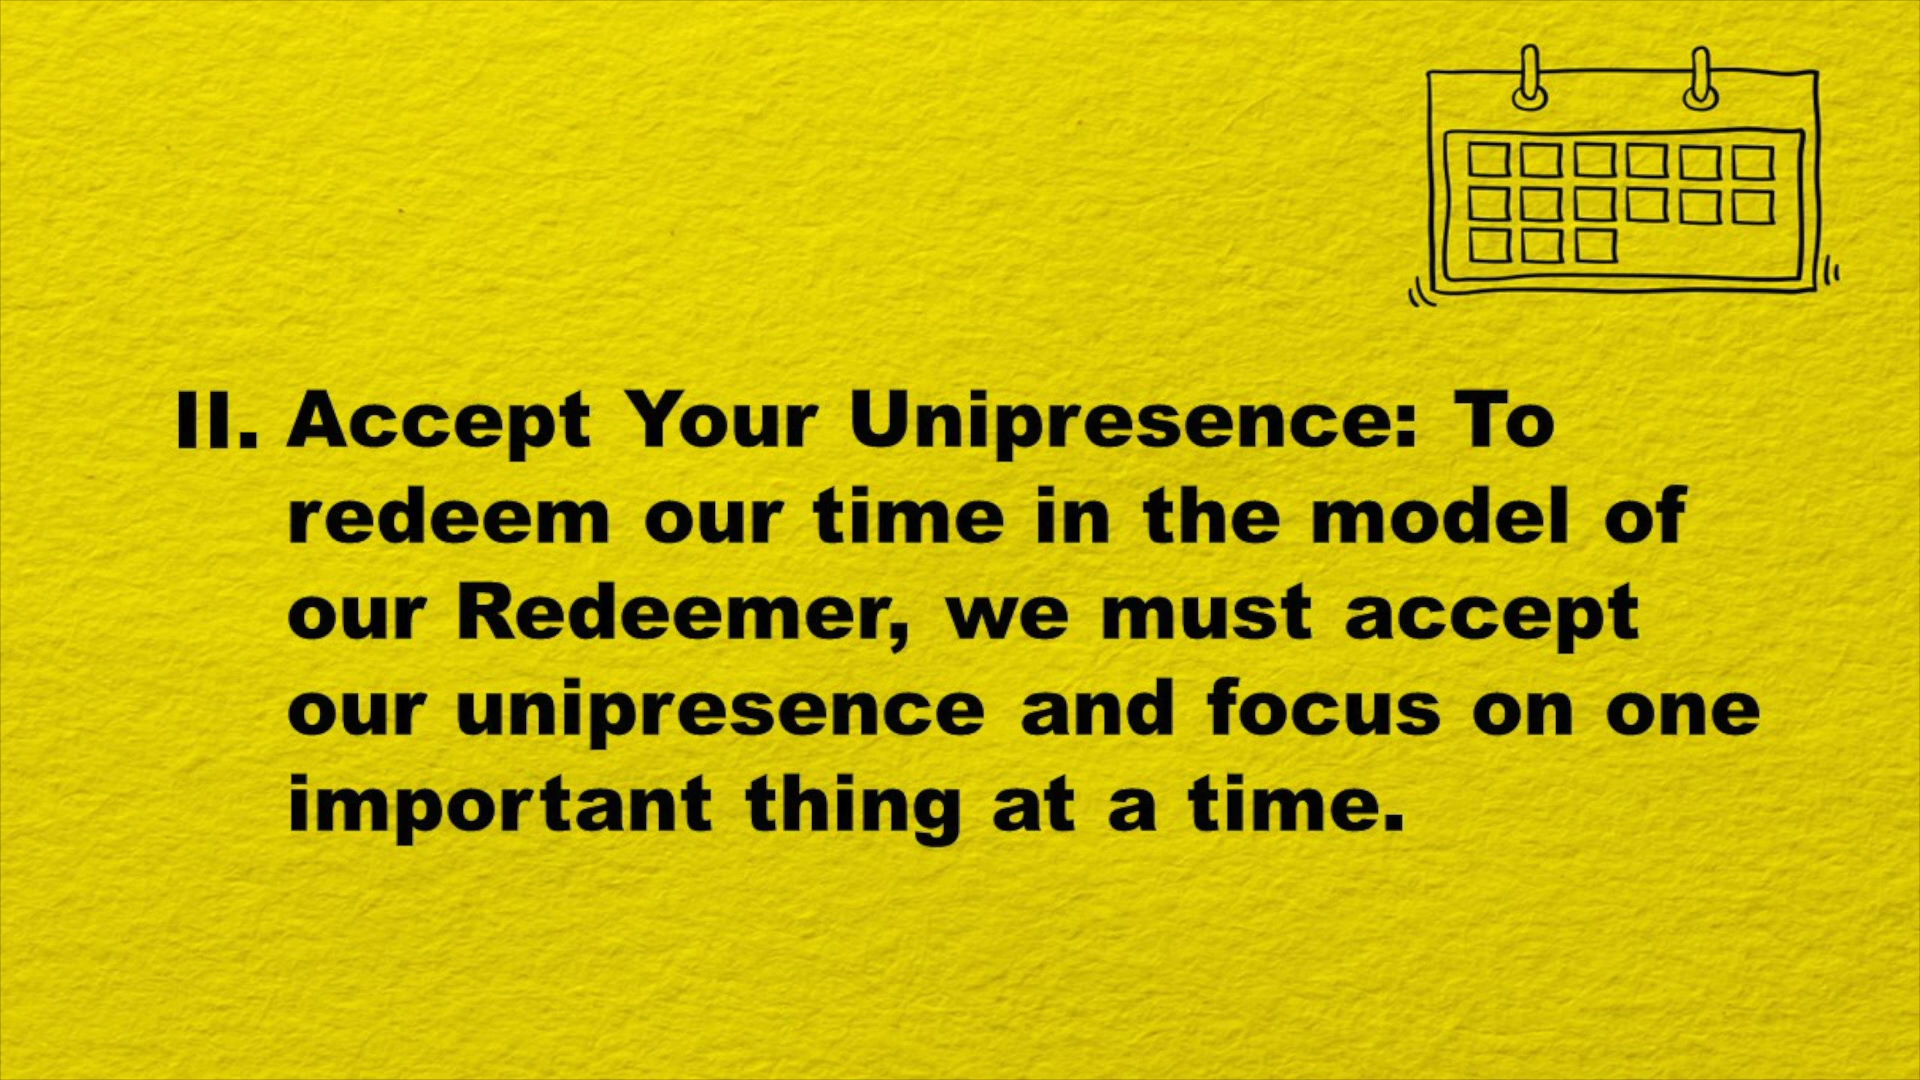 II. Accept Your Unipresence: To
redeem our time in the model of
our Redeemer, we must accept
our unipresence and focus on one
important thing at a time.